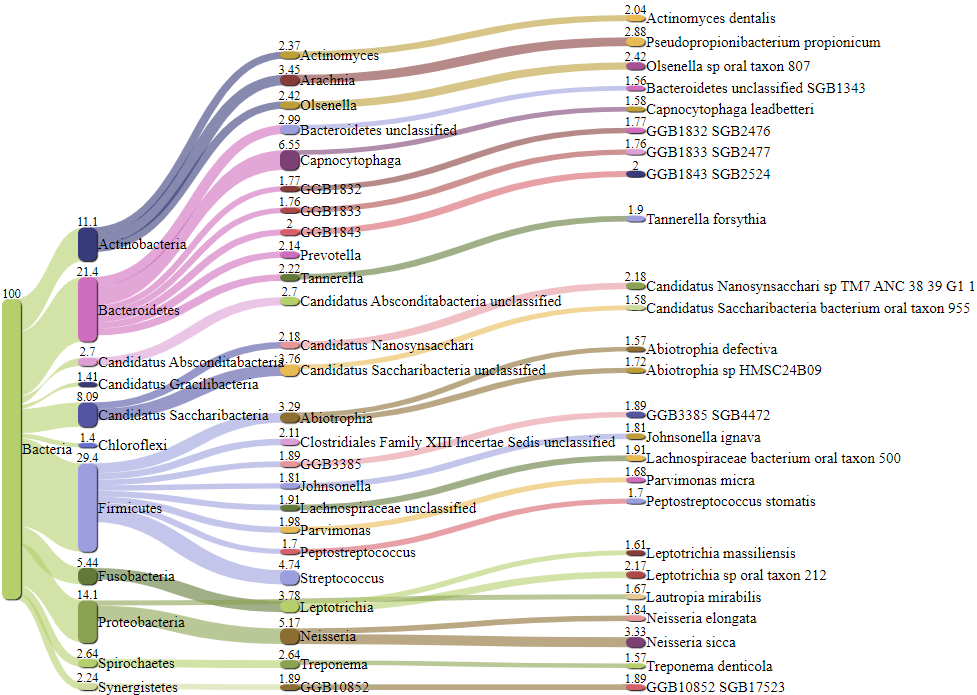 100
Bacteria
11.1
Actinobacteria
21.4
Bacteroidetes
2.7
Candidatus Absconditabacteria
1.41
Candidatus Gracilibacteria
8.09
Candidatus Saccharibacteria
1.4
Chloroflexi
29.4
Firmicutes
5.44
Fusobacteria
14.1
Proteobacteria
2.64
Spirochaetes
2.24
Synergistetes
2.37
Actinomyces
3.45
Arachnia
2.42
Olsenella
2.99
Bacteroidetes unclassified
6.55
Capnocytophaga
1.77
GGB1832
1.76
GGB1833
2
GGB1843
2.14
Prevotella
2.22
Tannerella
2.7
Candidatus Absconditabacteria unclassified
2.18
Candidatus Nanosynsacchari
3.76
Candidatus Saccharibacteria unclassified
3.29
Abiotrophia
2.11
Clostridiales Family XIII Incertae Sedis unclassified
1.89
GGB3385
1.81
Johnsonella
1.91
Lachnospiraceae unclassified
1.98
Parvimonas
1.7
Peptostreptococcus
4.74
Streptococcus
3.78
Leptotrichia
5.17
Neisseria
2.64
Treponema
1.89
GGB10852
2.04
Actinomyces dentalis
2.88
Pseudopropionibacterium propionicum
2.42
Olsenella sp oral taxon 807
1.56
Bacteroidetes unclassified SGB1343
1.58
Capnocytophaga leadbetteri
1.77
GGB1832 SGB2476
1.76
GGB1833 SGB2477
2
GGB1843 SGB2524
1.9
Tannerella forsythia
2.18
Candidatus Nanosynsacchari sp TM7 ANC 38 39 G1 1
1.58
Candidatus Saccharibacteria bacterium oral taxon 955
1.57
Abiotrophia defectiva
1.72
Abiotrophia sp HMSC24B09
1.89
GGB3385 SGB4472
1.81
Johnsonella ignava
1.91
Lachnospiraceae bacterium oral taxon 500
1.68
Parvimonas micra
1.7
Peptostreptococcus stomatis
1.61
Leptotrichia massiliensis
2.17
Leptotrichia sp oral taxon 212
1.67
Lautropia mirabilis
1.84
Neisseria elongata
3.33
Neisseria sicca
1.57
Treponema denticola
1.89
GGB10852 SGB17523